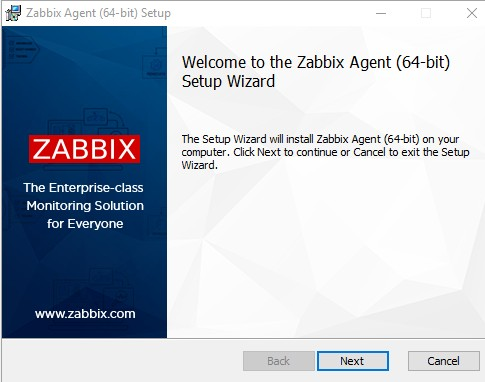 Zabbix Agent (64-bit) Setup
Welcome to the Zabbix Agent (64-bit)
Setup Wizard
The Setup Wizard will install Zabbix Agent (64-bit) on your
computer. Click Next to continue or Cancel to exit the Setup
Wizard.
ZABBIX
The Enterprise-class
Monitoring Solution
for Everyone
www.zabbix.com
Back
Next
Cancel